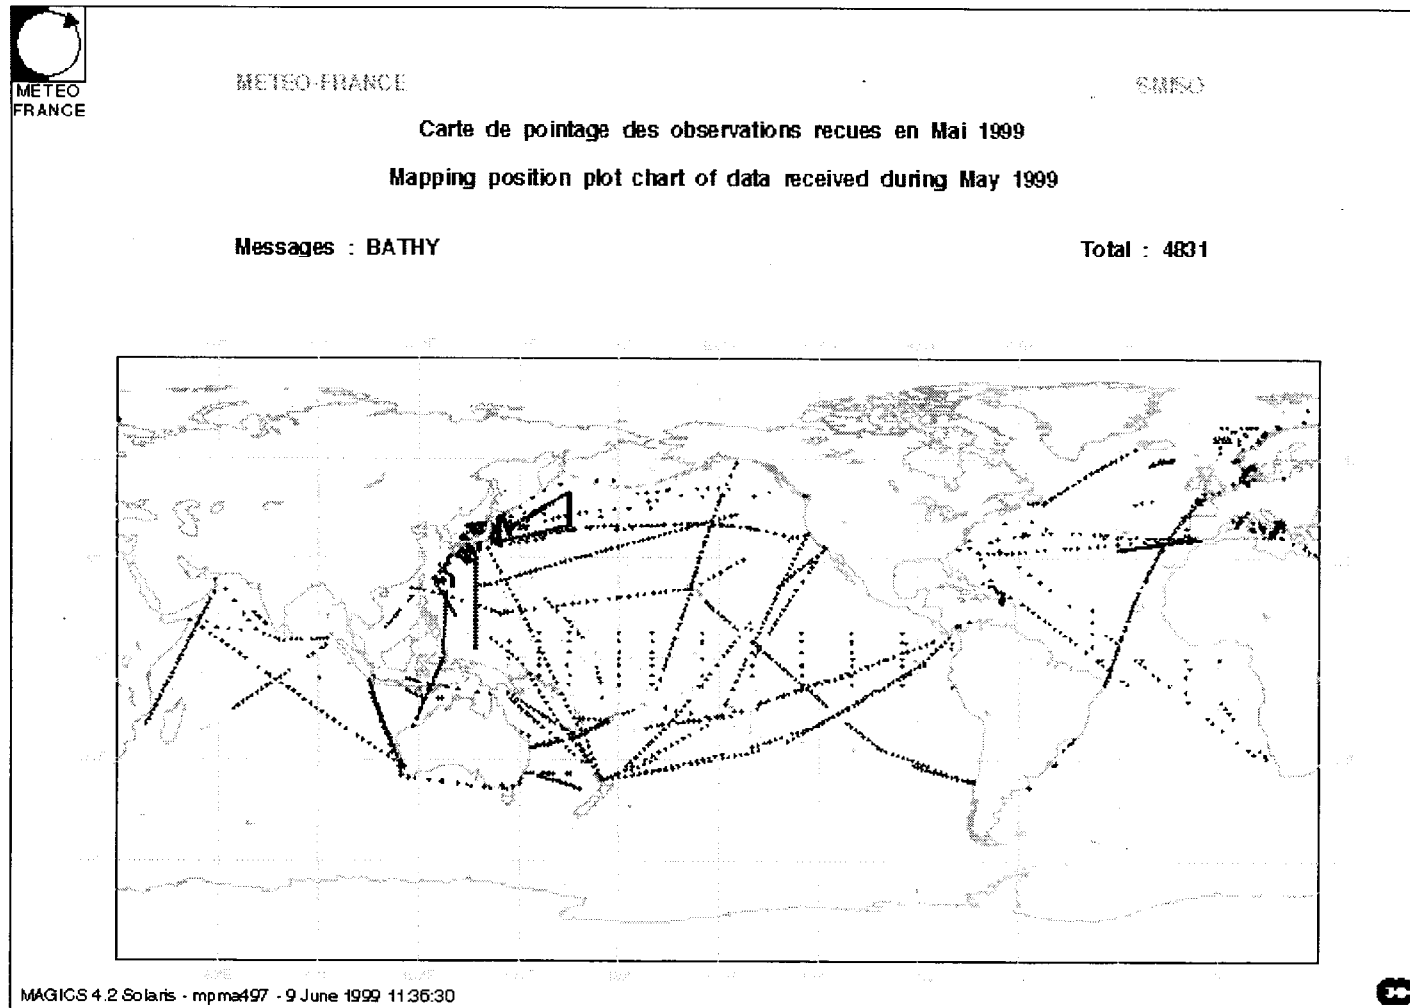 METEO
FRANCE
METEO-FRANCE
SMISO
Carte de pointage des observations recues en Mai 1999
Mapping position plot chart of data received during May 1999
Messages : BATHY
Total : 4831
MAGICS 4.2 Solaris - mpma497 - 9 June 1999 11:36:30